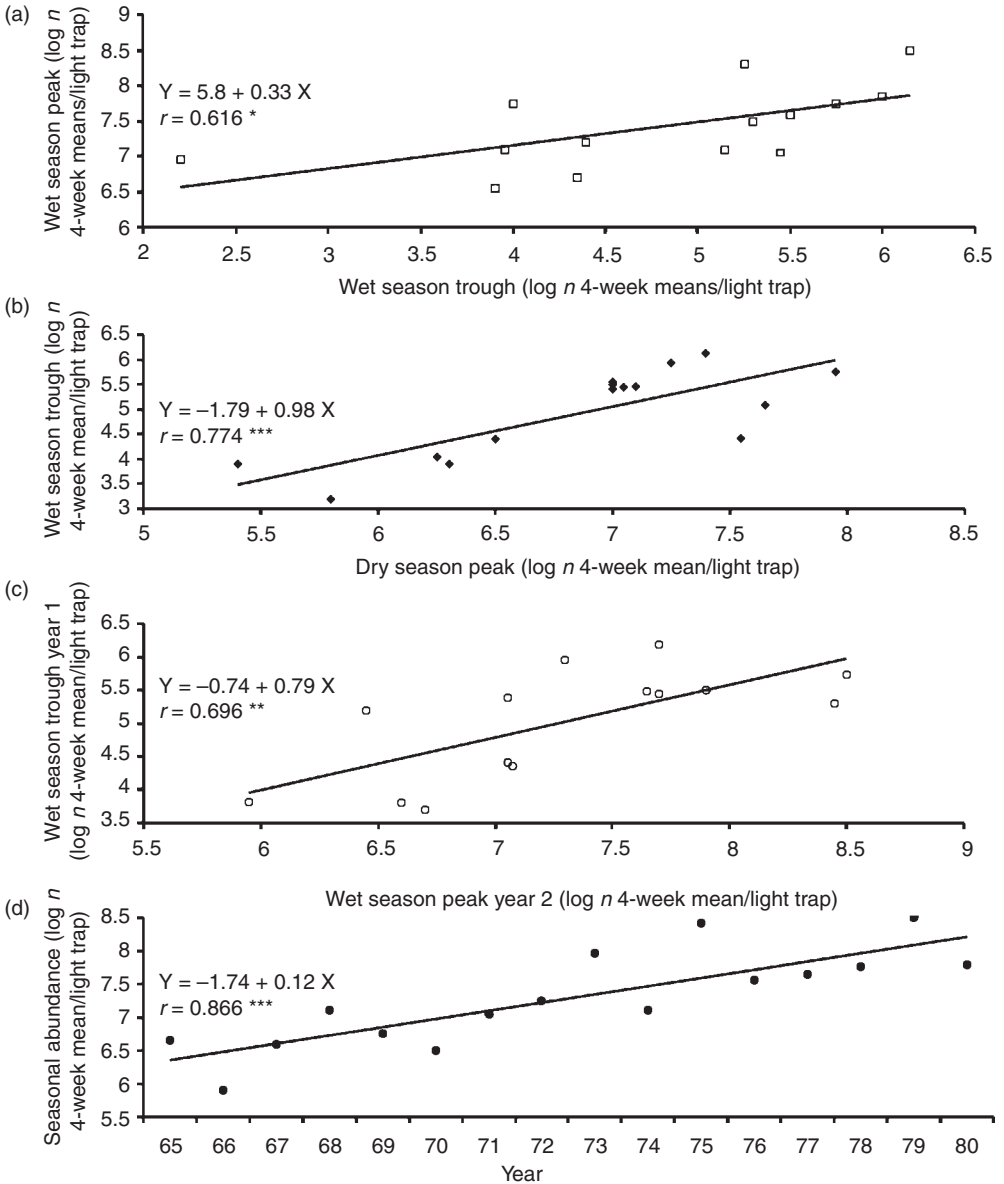 (a)
Wet season peak (log n
4-week means/light trap)
9
8.5
8
7.5
7
6.5
6
Y = 5.8 + 0.33 X
r = 0.616 *
2 2.5 3 3.5 4 4.5 5 5.5 6 6.5
Wet season trough (log n 4-week means/light trap)
(b)
Wet season trough (log n
4-week mean/light trap)
6.5
6
5.5
5
4.5
4
3.5
3
Y = –1.79 + 0.98 X
r = 0.774 ***
5 5.5 6 6.5 7 7.5 8 8.5
Dry season peak (log n 4-week mean/light trap)
(c)
Wet season trough year 1
(log n 4-week mean/light trap)
6.5
6
5.5
5
4.5
4
3.5
Y = –0.74 + 0.79 X
r = 0.696 **
5.5 6 6.5 7 7.5 8 8.5 9
Wet season peak year 2 (log n 4-week mean/light trap)
(d)
Seasonal abundance (log n
4-week mean/light trap)
8.5
8
7.5
7
6.5
6
5.5
Y = –1.74 + 0.12 X
r = 0.866 ***
65 66 67 68 69 70 71 72 73 74 75 76 77 78 79 80
Year